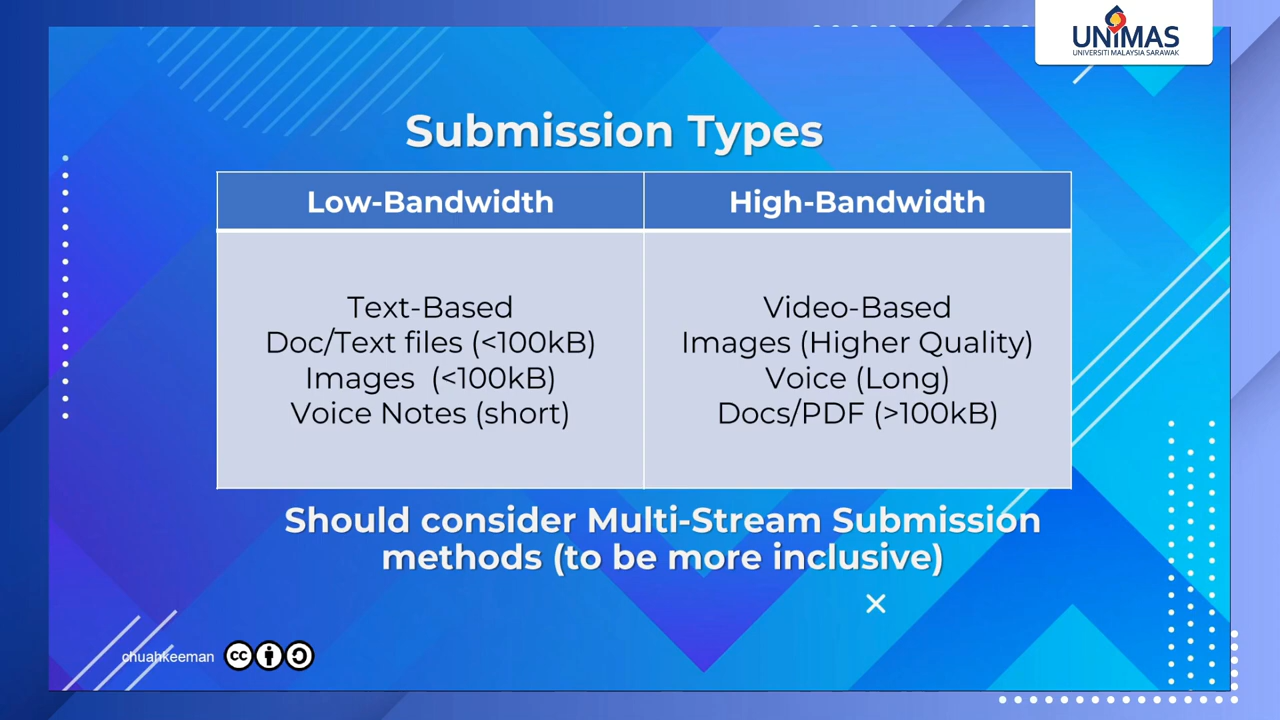 UNIMAS
UNIVERSITI MALAYSIA SARAWAK
Submission Types
Low-Bandwidth
High-Bandwidth
Text-Based
Doc/Text files (<100kB)
Images (<100kB)
Voice Notes (short)
Video-Based
Images (Higher Quality)
Voice (Long)
Docs/PDF (>100kB)
Should consider Multi-Stream Submission
methods (to be more inclusive)
chuahkeeman
cc